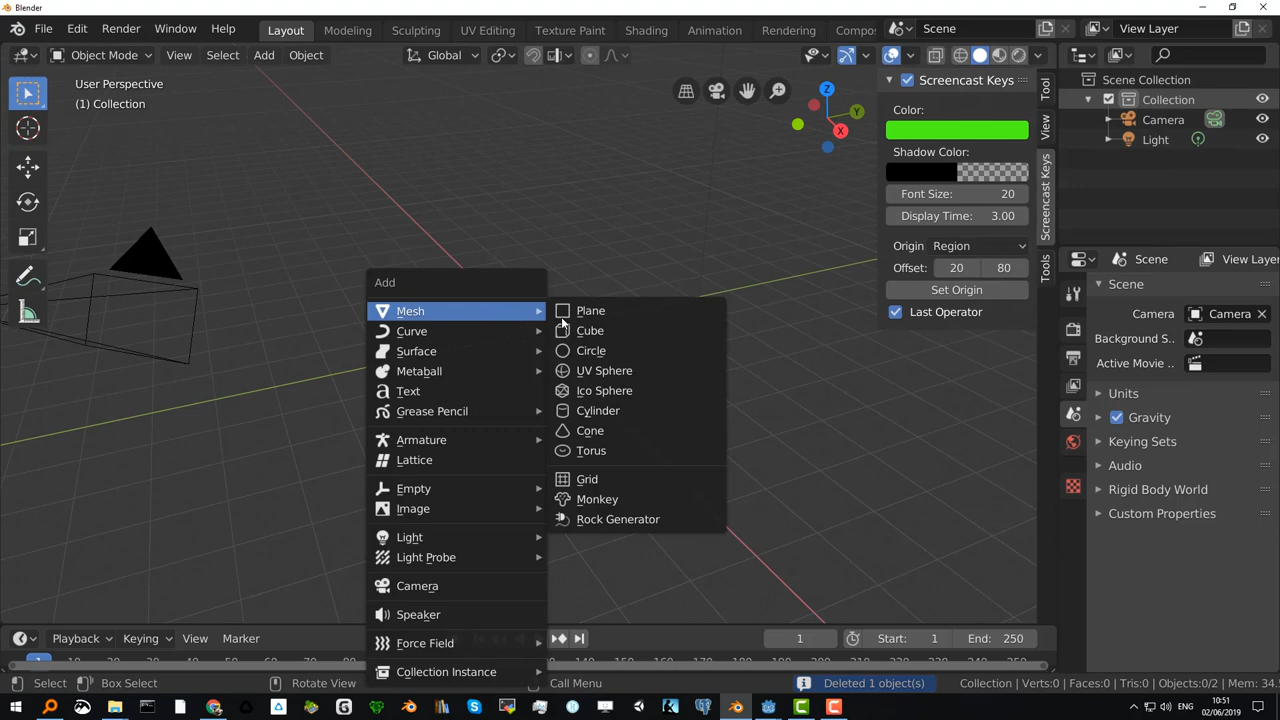 Blender
File Edit Render Window Help Layout Modeling Sculpting UV Editing Texture Paint Shading Animation Rendering Compos Scene View Layer
Object Mode View Select Add Object Global
User Perspective
(1) Collection
Z
Y
X
Screencast Keys
Color:
Shadow Color:
Font Size: 20
Display Time: 3.00
Origin Region
Offset: 20 80
Set Origin
Last Operator
Tool
View
Screencast Keys
Tools
Scene Collection
Collection
Camera
Light
Scene View Layer
Scene
Camera Camera
Background S...
Active Movie ...
Units
Gravity
Keying Sets
Audio
Rigid Body World
Custom Properties
Add
Mesh
Curve
Surface
Metaball
Text
Grease Pencil
Armature
Lattice
Empty
Image
Light
Light Probe
Camera
Speaker
Force Field
Collection Instance
Plane
Cube
Circle
UV Sphere
Ico Sphere
Cylinder
Cone
Torus
Grid
Monkey
Rock Generator
Playback Keying View Marker 1 Start: 1 End: 250
Select Box Select Rotate View Call Menu Deleted 1 object(s) Collection | Verts:0 | Faces:0 | Tris:0 | Objects:0/2 | Mem: 34.
ENG 10:51
02/06/2019